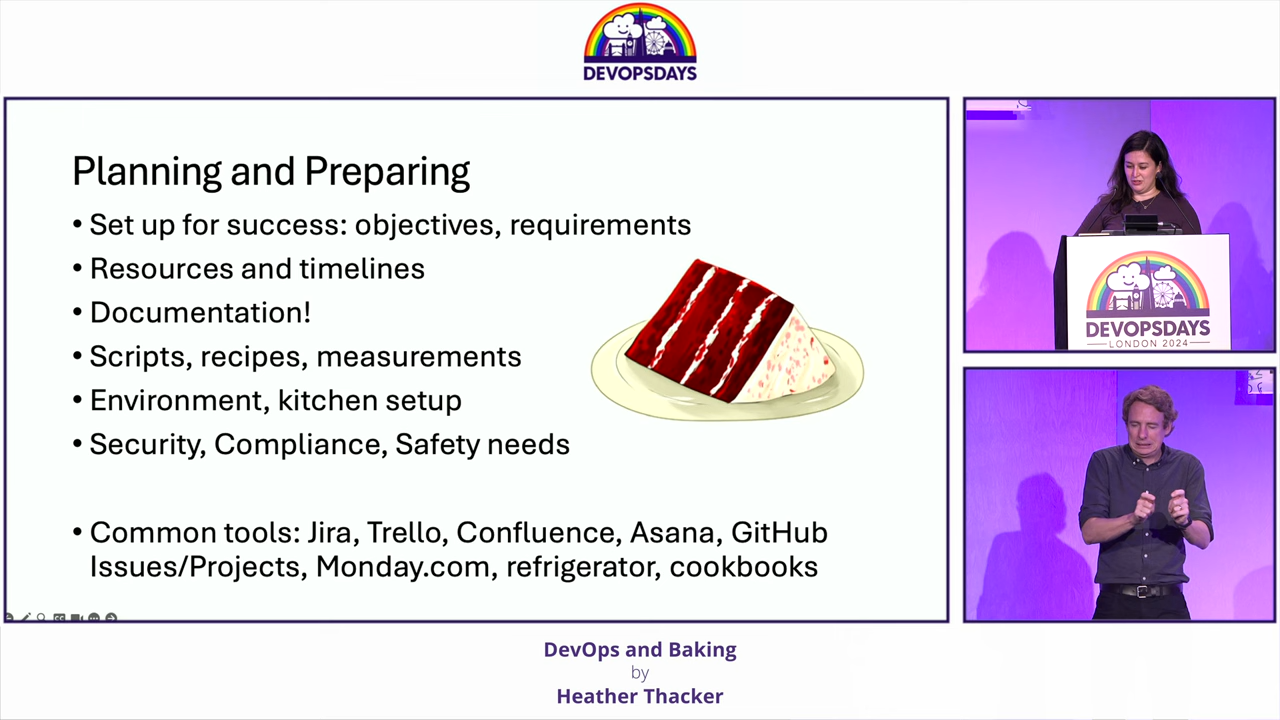 DEVOPSDAYS
Planning and Preparing
• Set up for success: objectives, requirements
• Resources and timelines
• Documentation!
• Scripts, recipes, measurements
• Environment, kitchen setup
• Security, Compliance, Safety needs
• Common tools: Jira, Trello, Confluence, Asana, GitHub
Issues/Projects, Monday.com, refrigerator, cookbooks
DEVOPSDAYS
LONDON 2024
DevOps and Baking
by
Heather Thacker